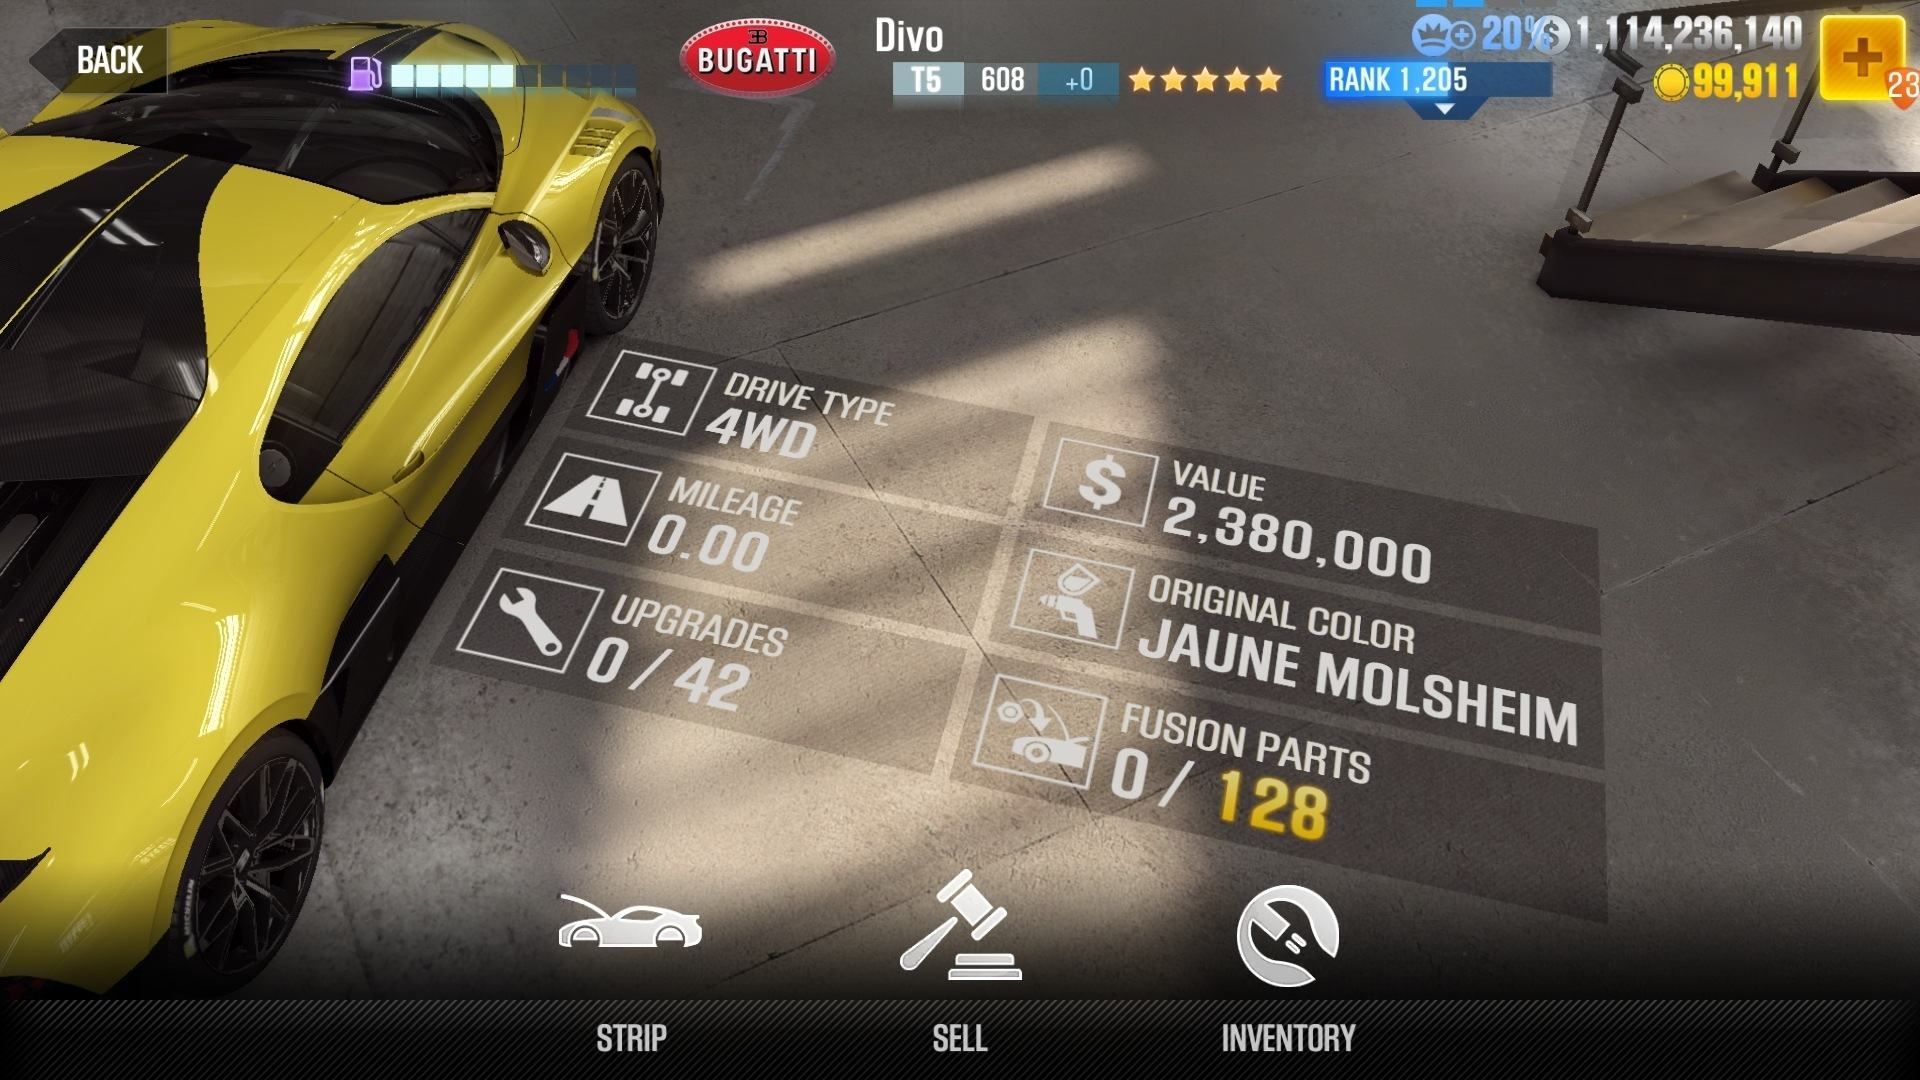 BACK
BUGATTI
Divo
T5 608 +0
RANK 1,205
20%
$ 1,114,236,140
99,911
23
DRIVE TYPE
4WD
MILEAGE
0.00
UPGRADES
0 / 42
$
VALUE
2,380,000
ORIGINAL COLOR
JAUNE MOLSHEIM
FUSION PARTS
0 / 128
MICHELIN
STRIP
SELL
INVENTORY